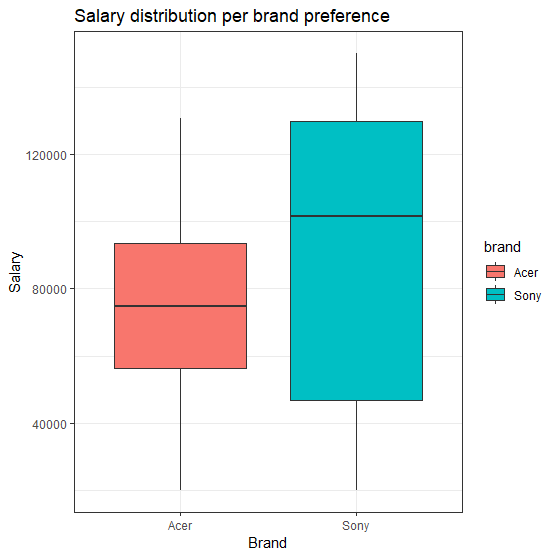 Salary distribution per brand preference
Salary
120000
80000
40000
Acer
Sony
Brand
brand
Acer
Sony